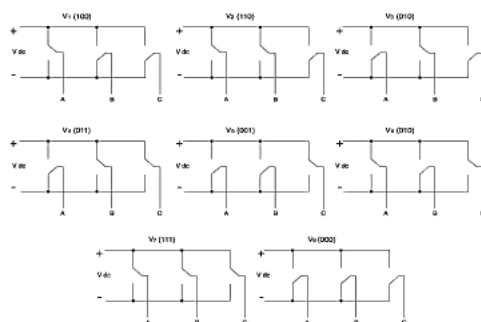 V1 (100) V2 (110) V3 (010)
+ + +
V dc V dc V dc
- - -
A B C A B C A B
V4 (011) V5 (001) V6 (010)
+ + +
V dc V dc V dc
- - -
A B C A B C A B
V7 (111) V0 (000)
+ +
V dc V dc
- -
A B C A B C